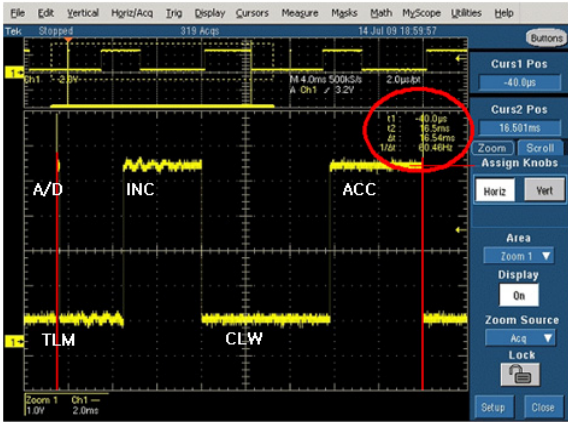 File Edit Vertical Horiz/Acq Trig Display Cursors Measure Masks Math MyScope Utilities Help
Tek Stopped 319 Acqs 14 Jul 09 18:59:57
Buttons
Curs1 Pos
-40.0µs
Curs2 Pos
16.501ms
Zoom Scroll
Assign Knobs
Horiz Vert
Area
Zoom 1
Display
On
Zoom Source
Acq
Lock
Setup Close
1
Ch1 2.0V M 4.0ms 500kS/s 2.0µs/pt
A Ch1 3.2V
t1: -40.0µs
t2: 16.5ms
Δt: 16.54ms
1/Δt: 60.46Hz
A/D INC ACC
TLM CLW
1
Zoom 1 Ch1
1.0V 2.0ms